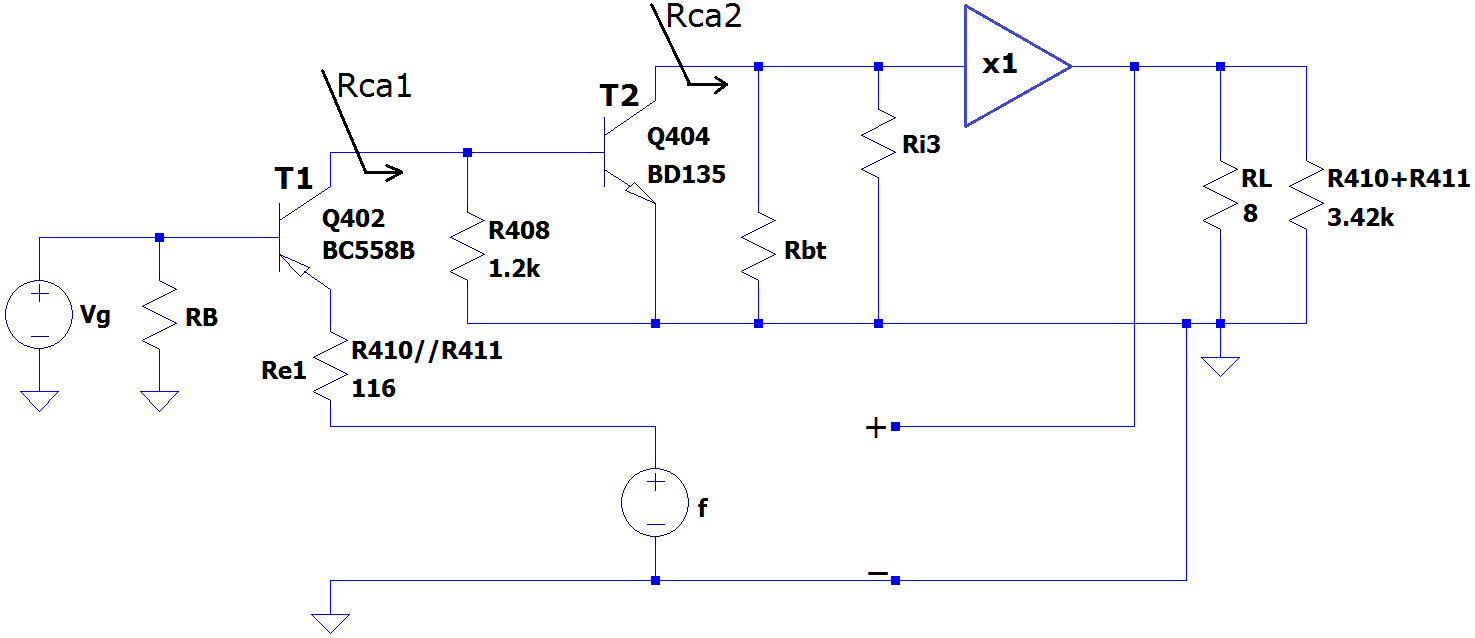 Rca2
Rca1
x1
T2
Q404
BD135
Ri3
T1
Q402
BC558B
R408
1.2k
RL
8
R410+R411
3.42k
Rbt
+
−
Vg
RB
R410//R411
Re1
116
+
+
−
f
−